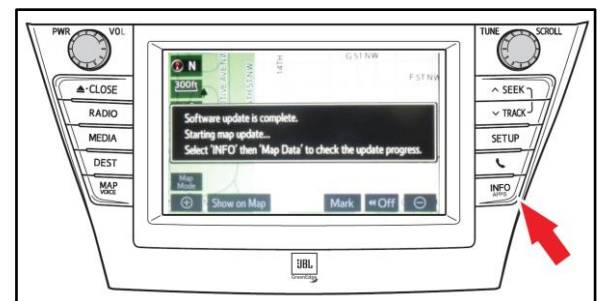 PWR
VOL
TUNE
SCROLL
CLOSE
RADIO
MEDIA
DEST
MAP
VOICE
SEEK
TRACK
SETUP
INFO
APPS
N
300ft
14TH
G ST NW
F ST NW
Software update is complete.
Starting map update...
Select 'INFO' then 'Map Data' to check the update progress.
Map
Mode
Show on Map
Mark
Off
JBL
GreenEdge